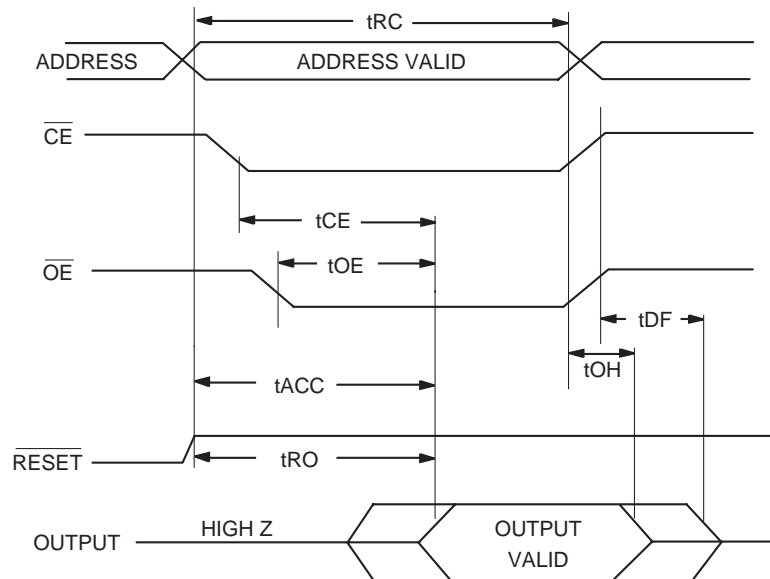 tRC
ADDRESS
ADDRESS VALID
CE
tCE
tOE
OE
tDF
tOH
tACC
RESET
tRO
HIGH Z
OUTPUT
OUTPUT
VALID